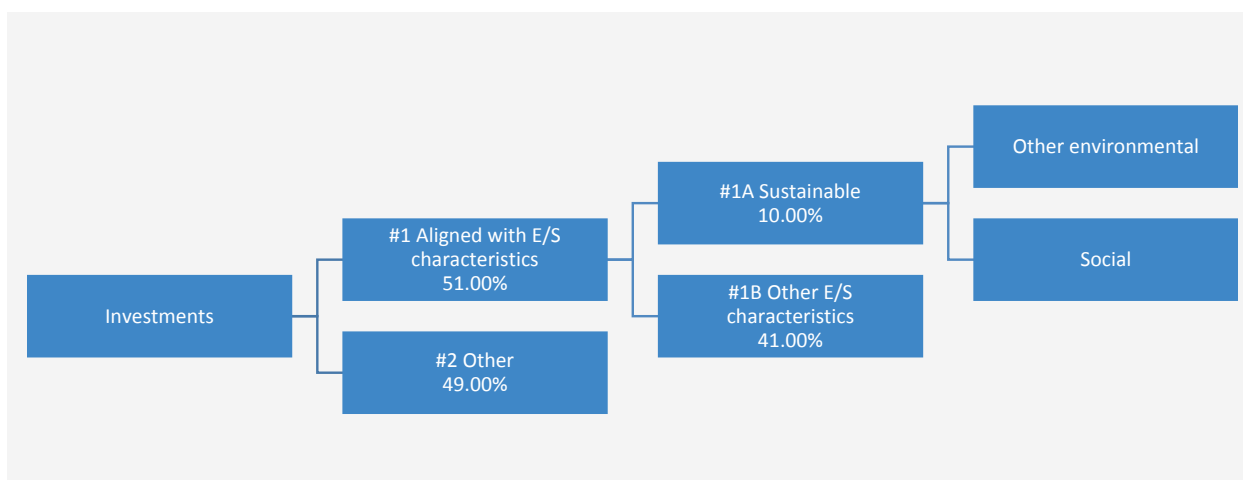 Investments
#1 Aligned with E/S
characteristics
51.00%
#2 Other
49.00%
#1A Sustainable
10.00%
#1B Other E/S
characteristics
41.00%
Other environmental
Social